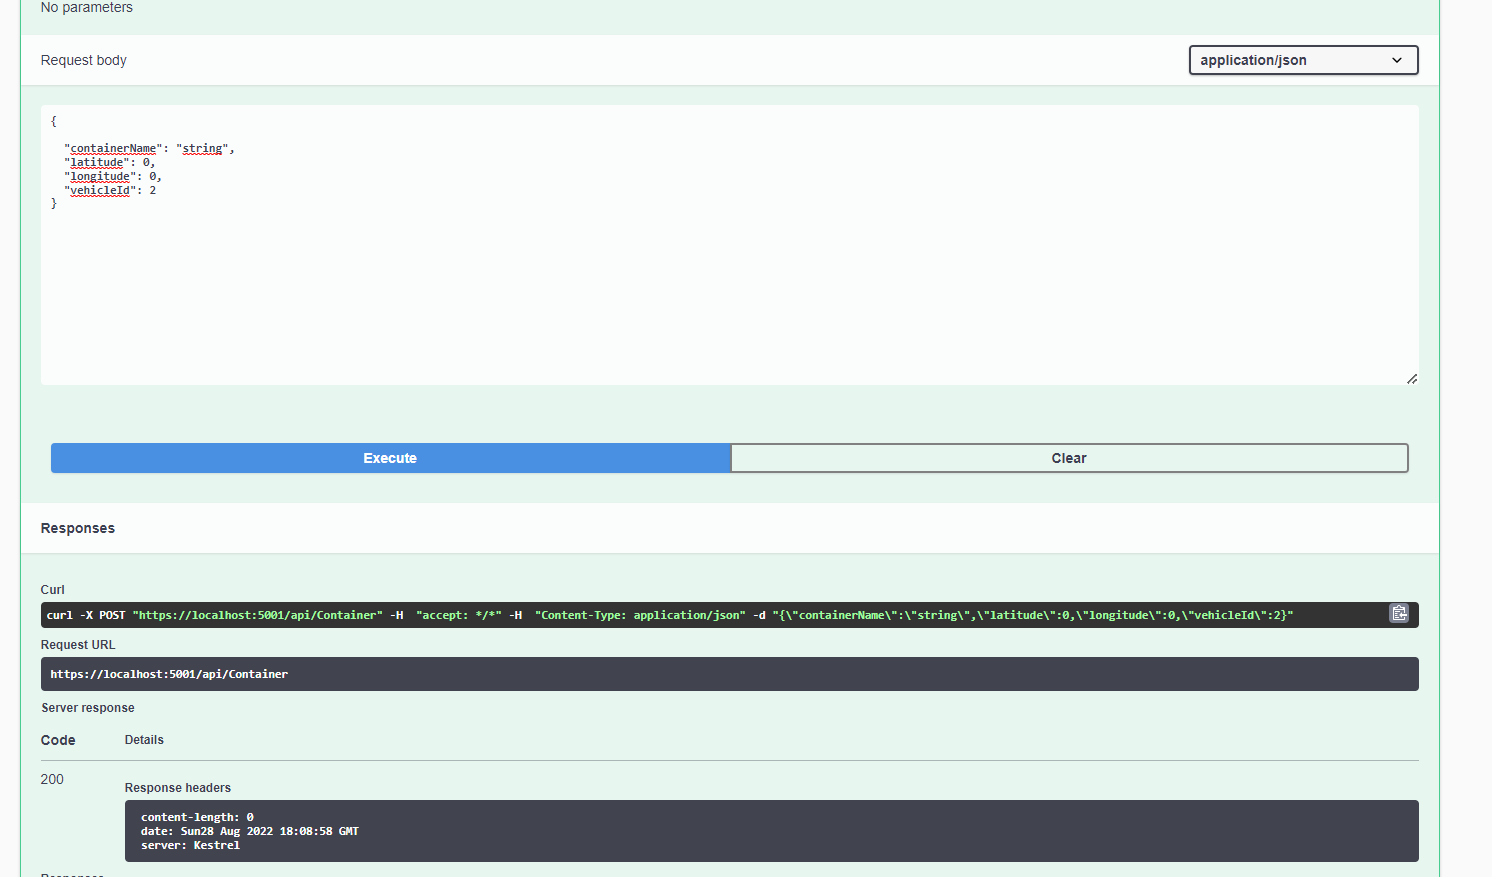 No parameters
Request body
application/json
{
"containerName": "string",
"latitude": 0,
"longitude": 0,
"vehicleId": 2
}
Execute
Clear
Responses
Curl
curl -X POST "https://localhost:5001/api/Container" -H  "accept: */*" -H  "Content-Type: application/json" -d "{\"containerName\":\"string\",\"latitude\":0,\"longitude\":0,\"vehicleId\":2}"
Request URL
https://localhost:5001/api/Container
Server response
Code
Details
200
Response headers
content-length: 0
date: Sun28 Aug 2022 18:08:58 GMT
server: Kestrel
Responses